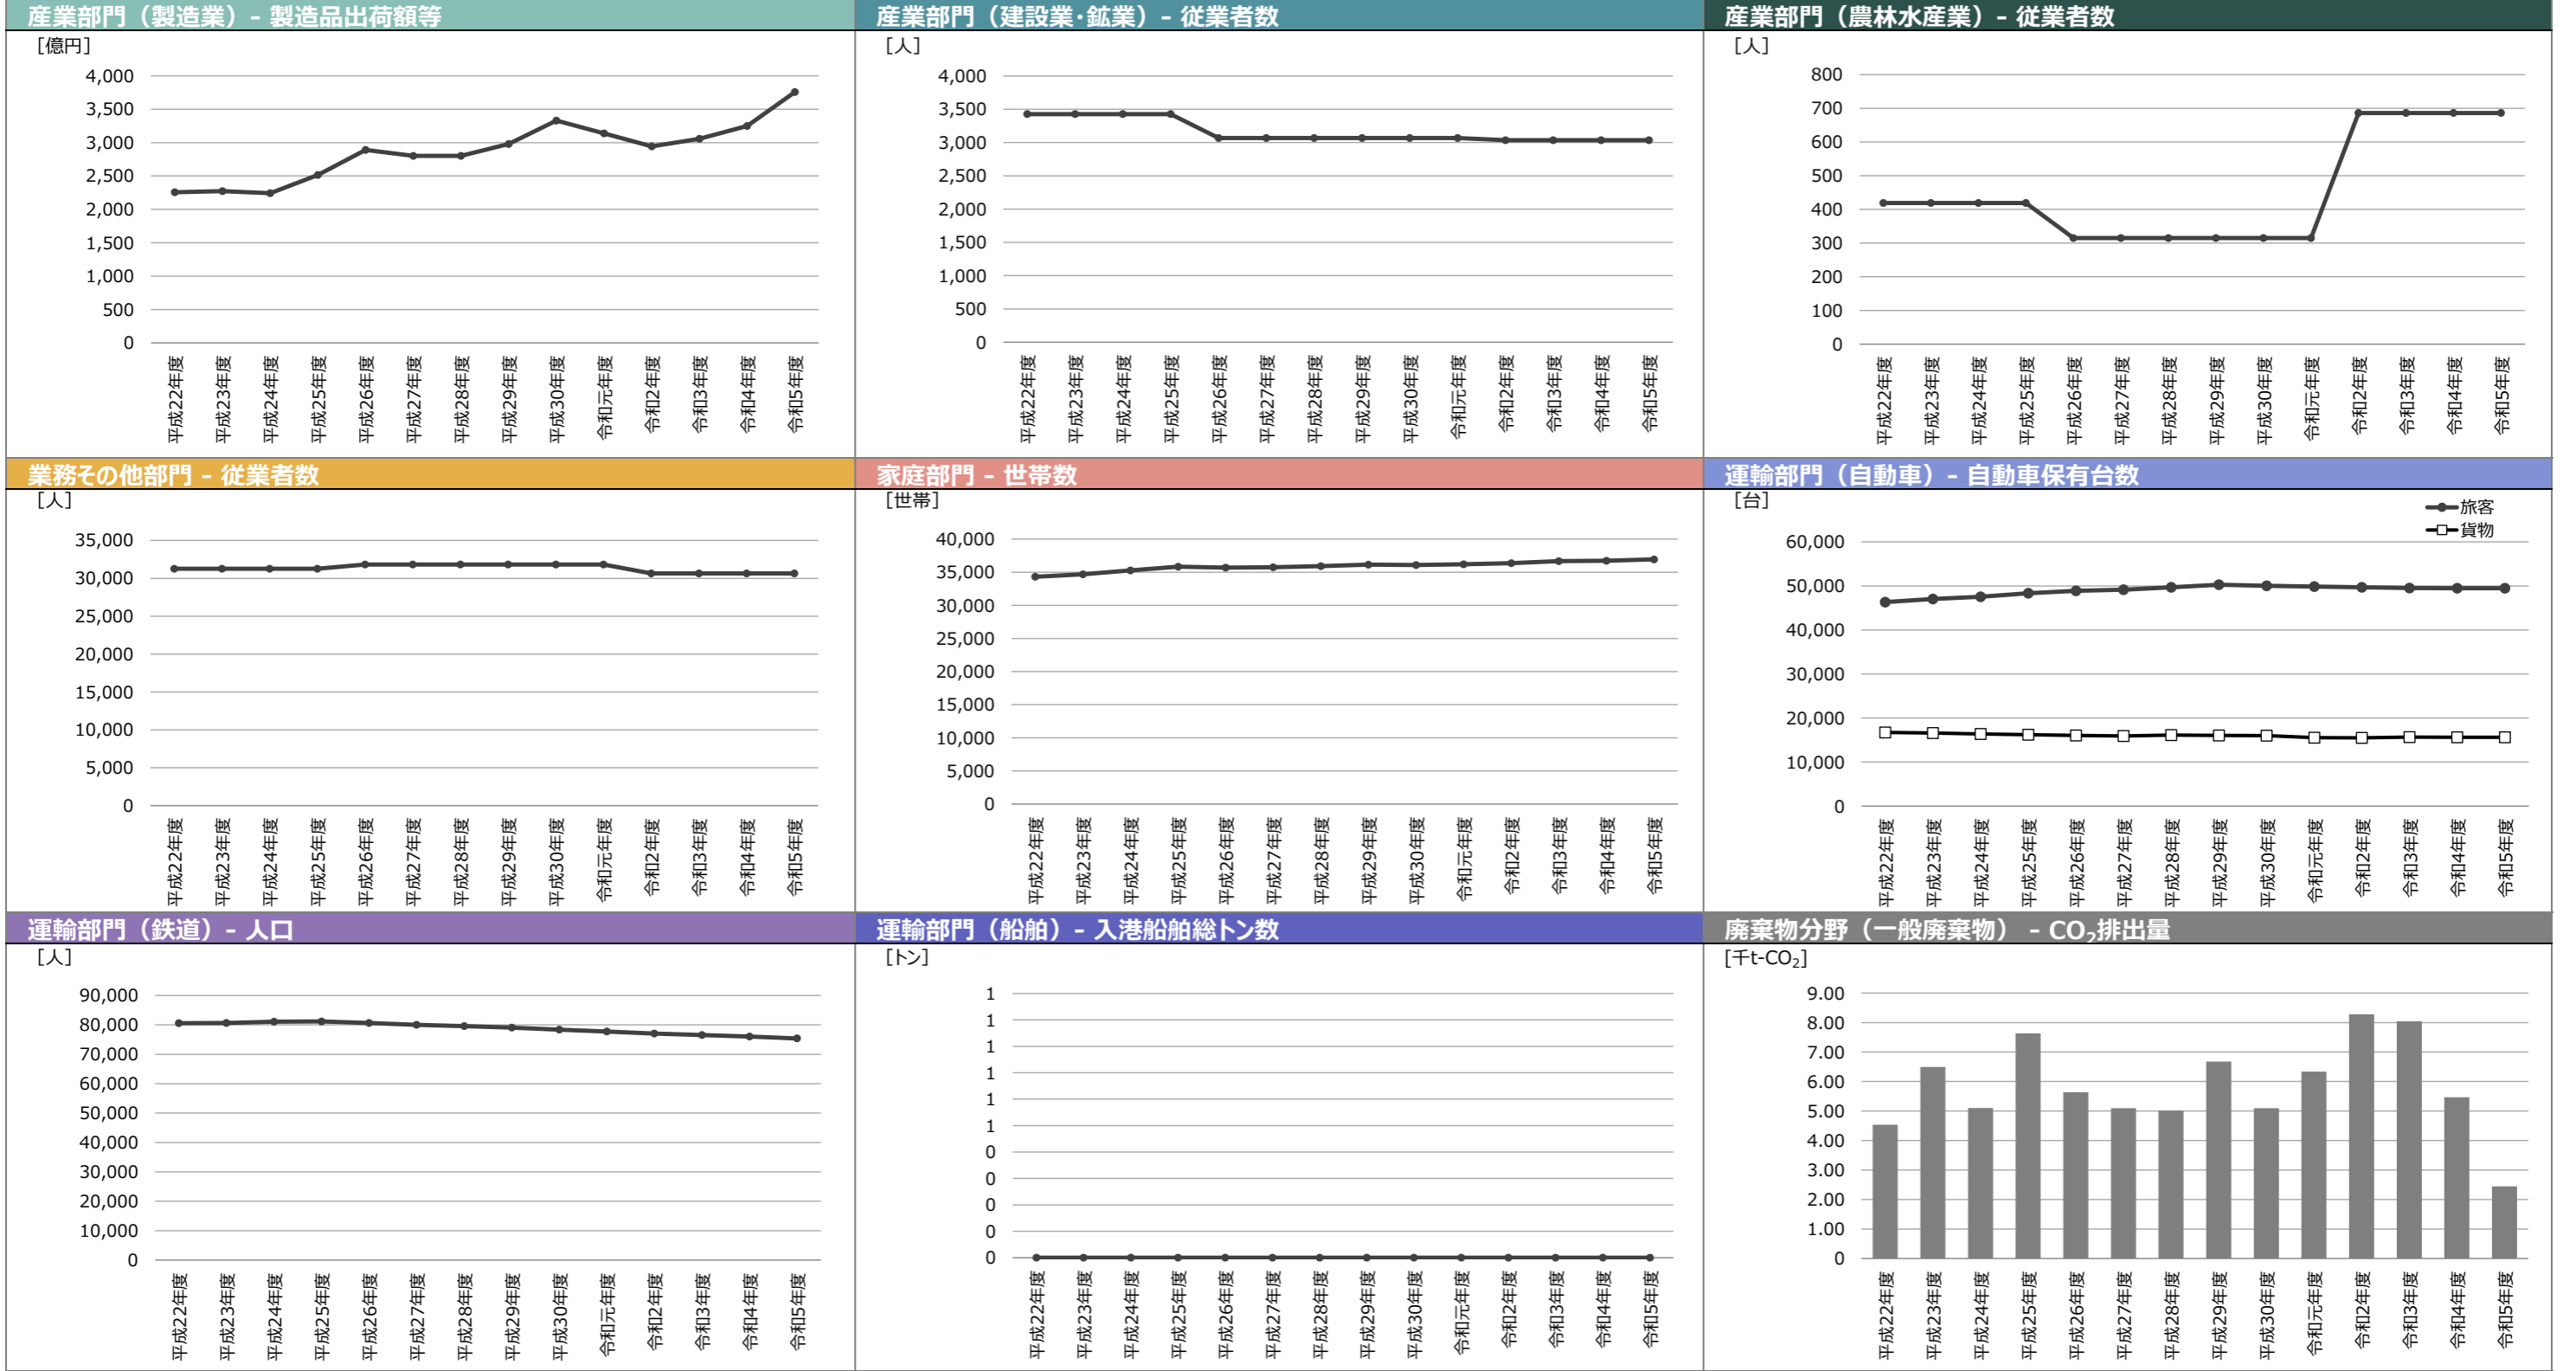 産業部門（製造業）- 製造品出荷額等
[億円]
4,000
3,500
3,000
2,500
2,000
1,500
1,000
500
0
平成22年度
平成23年度
平成24年度
平成25年度
平成26年度
平成27年度
平成28年度
平成29年度
平成30年度
令和元年度
令和2年度
令和3年度
令和4年度
令和5年度
産業部門（建設業･鉱業）- 従業者数
[人]
4,000
3,500
3,000
2,500
2,000
1,500
1,000
500
0
平成22年度
平成23年度
平成24年度
平成25年度
平成26年度
平成27年度
平成28年度
平成29年度
平成30年度
令和元年度
令和2年度
令和3年度
令和4年度
令和5年度
産業部門（農林水産業）- 従業者数
[人]
800
700
600
500
400
300
200
100
0
平成22年度
平成23年度
平成24年度
平成25年度
平成26年度
平成27年度
平成28年度
平成29年度
平成30年度
令和元年度
令和2年度
令和3年度
令和4年度
令和5年度
業務その他部門 - 従業者数
[人]
35,000
30,000
25,000
20,000
15,000
10,000
5,000
0
平成22年度
平成23年度
平成24年度
平成25年度
平成26年度
平成27年度
平成28年度
平成29年度
平成30年度
令和元年度
令和2年度
令和3年度
令和4年度
令和5年度
家庭部門 - 世帯数
[世帯]
40,000
35,000
30,000
25,000
20,000
15,000
10,000
5,000
0
平成22年度
平成23年度
平成24年度
平成25年度
平成26年度
平成27年度
平成28年度
平成29年度
平成30年度
令和元年度
令和2年度
令和3年度
令和4年度
令和5年度
運輸部門（自動車）- 自動車保有台数
[台]
旅客
貨物
60,000
50,000
40,000
30,000
20,000
10,000
0
平成22年度
平成23年度
平成24年度
平成25年度
平成26年度
平成27年度
平成28年度
平成29年度
平成30年度
令和元年度
令和2年度
令和3年度
令和4年度
令和5年度
運輸部門（鉄道）- 人口
[人]
90,000
80,000
70,000
60,000
50,000
40,000
30,000
20,000
10,000
0
平成22年度
平成23年度
平成24年度
平成25年度
平成26年度
平成27年度
平成28年度
平成29年度
平成30年度
令和元年度
令和2年度
令和3年度
令和4年度
令和5年度
運輸部門（船舶）- 入港船舶総トン数
[トン]
1
1
1
1
1
1
0
0
0
0
0
平成22年度
平成23年度
平成24年度
平成25年度
平成26年度
平成27年度
平成28年度
平成29年度
平成30年度
令和元年度
令和2年度
令和3年度
令和4年度
令和5年度
廃棄物分野（一般廃棄物） - CO₂排出量
[千t-CO₂]
9.00
8.00
7.00
6.00
5.00
4.00
3.00
2.00
1.00
0
平成22年度
平成23年度
平成24年度
平成25年度
平成26年度
平成27年度
平成28年度
平成29年度
平成30年度
令和元年度
令和2年度
令和3年度
令和4年度
令和5年度